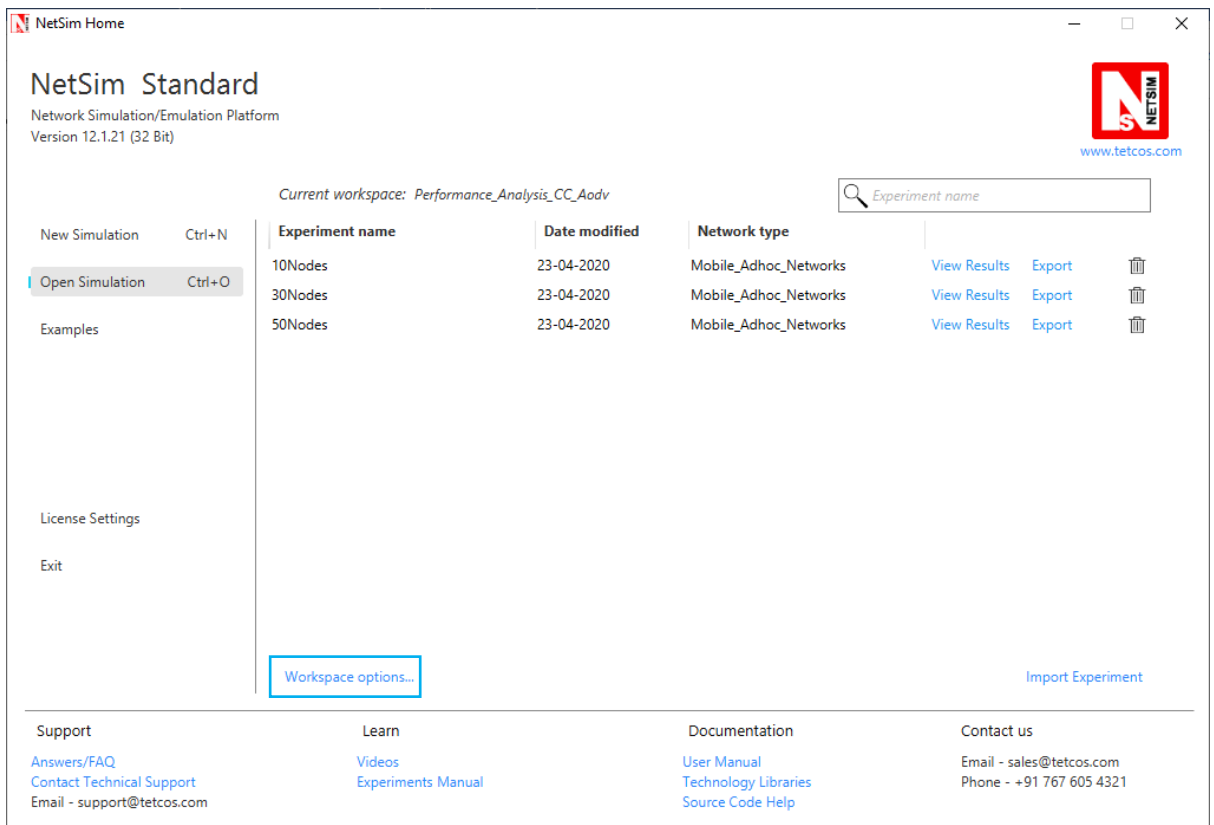 NetSim Home
NetSim Standard
Network Simulation/Emulation Platform
Version 12.1.21 (32 Bit)
NS NETSIM
www.tetcos.com
Current workspace: Performance_Analysis_CC_Aodv
Experiment name
New Simulation Ctrl+N
Open Simulation Ctrl+O
Examples
License Settings
Exit
Experiment name Date modified Network type
10Nodes 23-04-2020 Mobile_Adhoc_Networks View Results Export
30Nodes 23-04-2020 Mobile_Adhoc_Networks View Results Export
50Nodes 23-04-2020 Mobile_Adhoc_Networks View Results Export
Workspace options...
Import Experiment
Support
Answers/FAQ
Contact Technical Support
Email - support@tetcos.com
Learn
Videos
Experiments Manual
Documentation
User Manual
Technology Libraries
Source Code Help
Contact us
Email - sales@tetcos.com
Phone - +91 767 605 4321